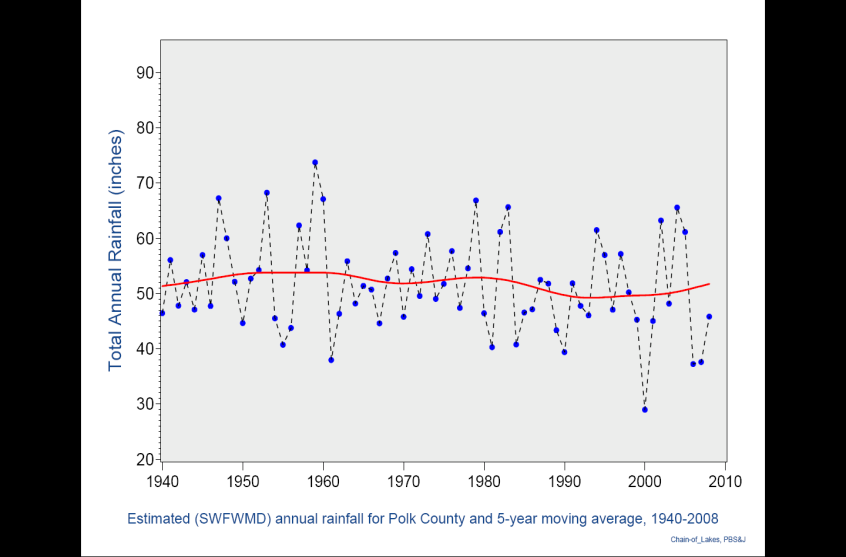 Total Annual Rainfall (inches)
90
80
70
60
50
40
30
20
1940 1950 1960 1970 1980 1990 2000 2010
Estimated (SWFWMD) annual rainfall for Polk County and 5-year moving average, 1940-2008
Chain-of_Lakes, PBS&J